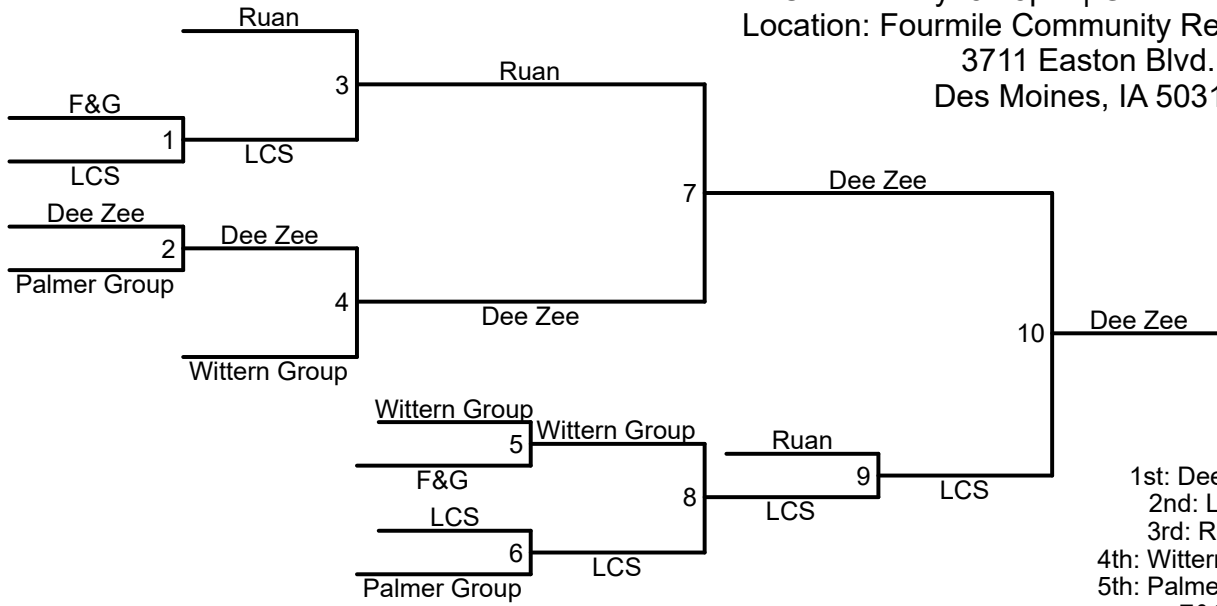 Ruan
Location: Fourmile Community Re
3711 Easton Blvd.
Des Moines, IA 5031
3
Ruan
F&G
1
LCS
LCS
7
Dee Zee
Dee Zee
2
Dee Zee
Palmer Group
4
Dee Zee
10
Dee Zee
Wittern Group
Wittern Group
5
Wittern Group
F&G
Ruan
9
LCS
8
LCS
LCS
6
LCS
Palmer Group
1st: Dee
2nd: L
3rd: R
4th: Wittern
5th: Palme